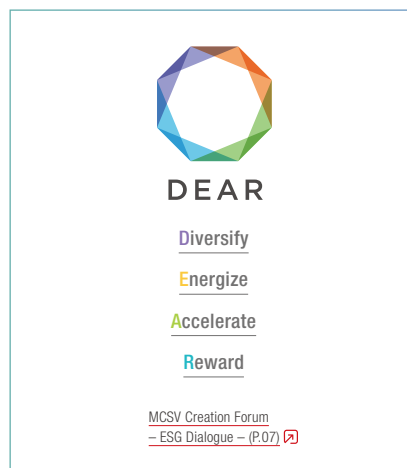 DEAR
Diversify
Energize
Accelerate
Reward
MCSV Creation Forum
– ESG Dialogue – (P.07)